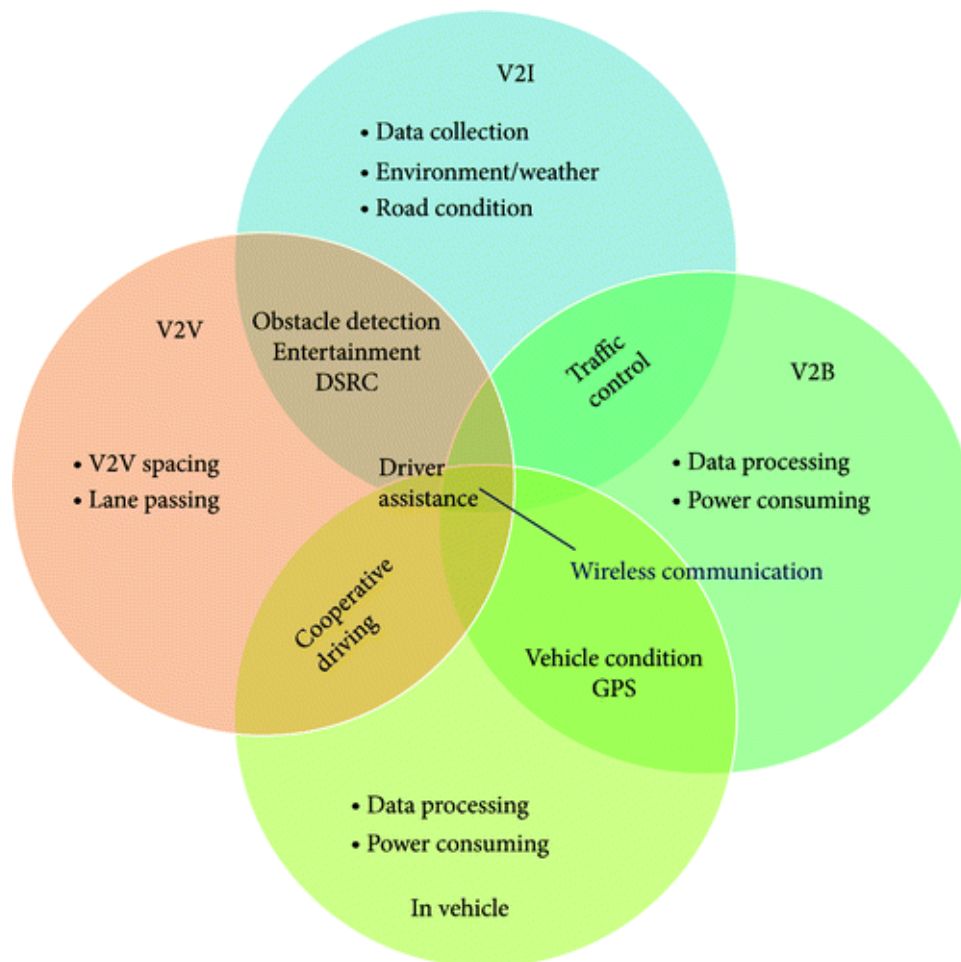 V2I
• Data collection
• Environment/weather
• Road condition
V2V
Obstacle detection
Entertainment
DSRC
Traffic
control
V2B
• V2V spacing
• Lane passing
Driver
assistance
• Data processing
• Power consuming
Wireless communication
Cooperative
driving
Vehicle condition
GPS
• Data processing
• Power consuming
In vehicle